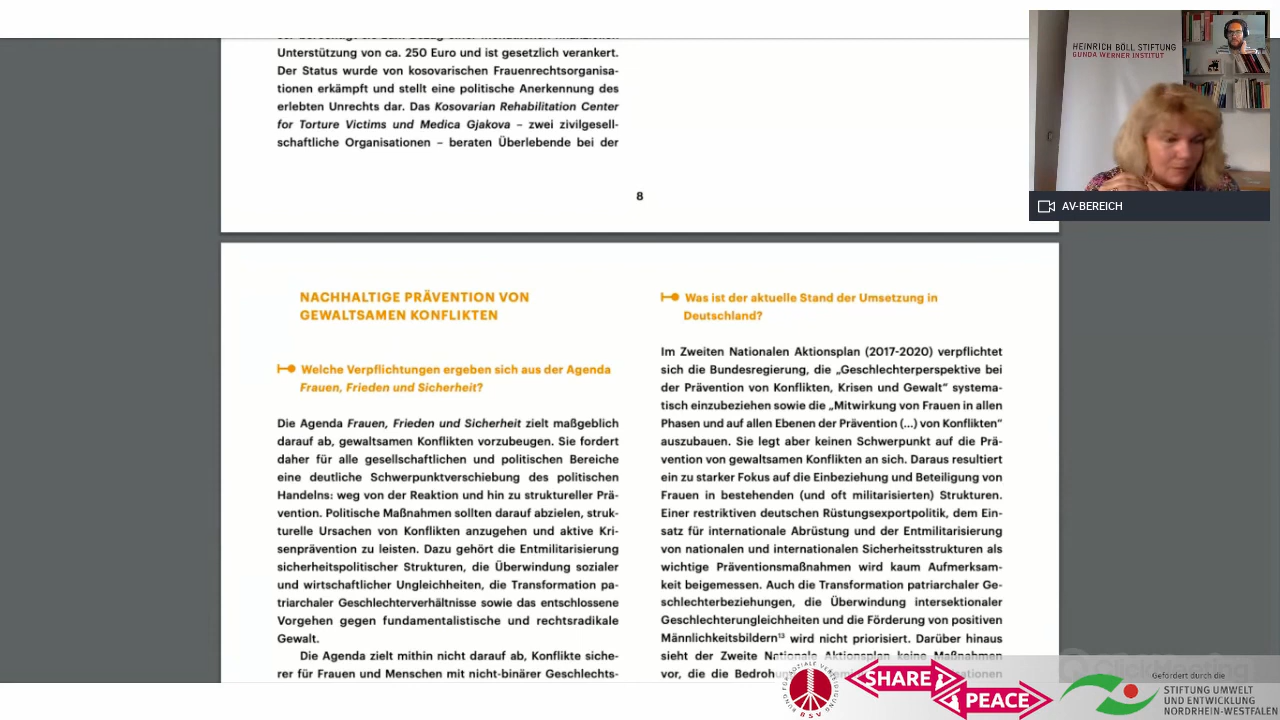 Unterstützung von ca. 250 Euro und ist gesetzlich verankert.
Der Status wurde von kosovarischen Frauenrechtsorganisa-
tionen erkämpft und stellt eine politische Anerkennung des
erlebten Unrechts dar. Das Kosovarian Rehabilitation Center
for Torture Victims und Medica Gjakova – zwei zivilgesell-
schaftliche Organisationen – beraten Überlebende bei der
8
NACHHALTIGE PRÄVENTION VON
GEWALTSAMEN KONFLIKTEN
Welche Verpflichtungen ergeben sich aus der Agenda
Frauen, Frieden und Sicherheit?
Die Agenda Frauen, Frieden und Sicherheit zielt maßgeblich
darauf ab, gewaltsamen Konflikten vorzubeugen. Sie fordert
daher für alle gesellschaftlichen und politischen Bereiche
eine deutliche Schwerpunktverschiebung des politischen
Handelns: weg von der Reaktion und hin zu struktureller Prä-
vention. Politische Maßnahmen sollten darauf abzielen, struk-
turelle Ursachen von Konflikten anzugehen und aktive Kri-
senprävention zu leisten. Dazu gehört die Entmilitarisierung
sicherheitspolitischer Strukturen, die Überwindung sozialer
und wirtschaftlicher Ungleichheiten, die Transformation pa-
triarchaler Geschlechterverhältnisse sowie das entschlossene
Vorgehen gegen fundamentalistische und rechtsradikale
Gewalt.
Die Agenda zielt mithin nicht darauf ab, Konflikte siche-
rer für Frauen und Menschen mit nicht-binärer Geschlechts-
Was ist der aktuelle Stand der Umsetzung in
Deutschland?
Im Zweiten Nationalen Aktionsplan (2017-2020) verpflichtet
sich die Bundesregierung, die „Geschlechterperspektive bei
der Prävention von Konflikten, Krisen und Gewalt“ systema-
tisch einzubeziehen sowie die „Mitwirkung von Frauen in allen
Phasen und auf allen Ebenen der Prävention (...) von Konflikten“
auszubauen. Sie legt aber keinen Schwerpunkt auf die Prä-
vention von gewaltsamen Konflikten an sich. Daraus resultiert
ein zu starker Fokus auf die Einbeziehung und Beteiligung von
Frauen in bestehenden (und oft militarisierten) Strukturen.
Einer restriktiven deutschen Rüstungsexportpolitik, dem Ein-
satz für internationale Abrüstung und der Entmilitarisierung
von nationalen und internationalen Sicherheitsstrukturen als
wichtige Präventionsmaßnahmen wird kaum Aufmerksam-
keit beigemessen. Auch die Transformation patriarchaler Ge-
schlechterbeziehungen, die Überwindung intersektionaler
Geschlechterungleichheiten und die Förderung von positiven
Männlichkeitsbildern¹³ wird nicht priorisiert. Darüber hinaus
sieht der Zweite Nationale Aktionsplan keine Maßnahmen
vor, die die
HEINRICH BÖLL STIFTUNG
GUNDA WERNER INSTITUT
AV-BEREICH
ClickMeeting
BUND FÜR SOZIALE VERTEIDIGUNG
BSV
SHARE
PEACE
Gefördert durch die
STIFTUNG UMWELT
UND ENTWICKLUNG
NORDRHEIN-WESTFALEN